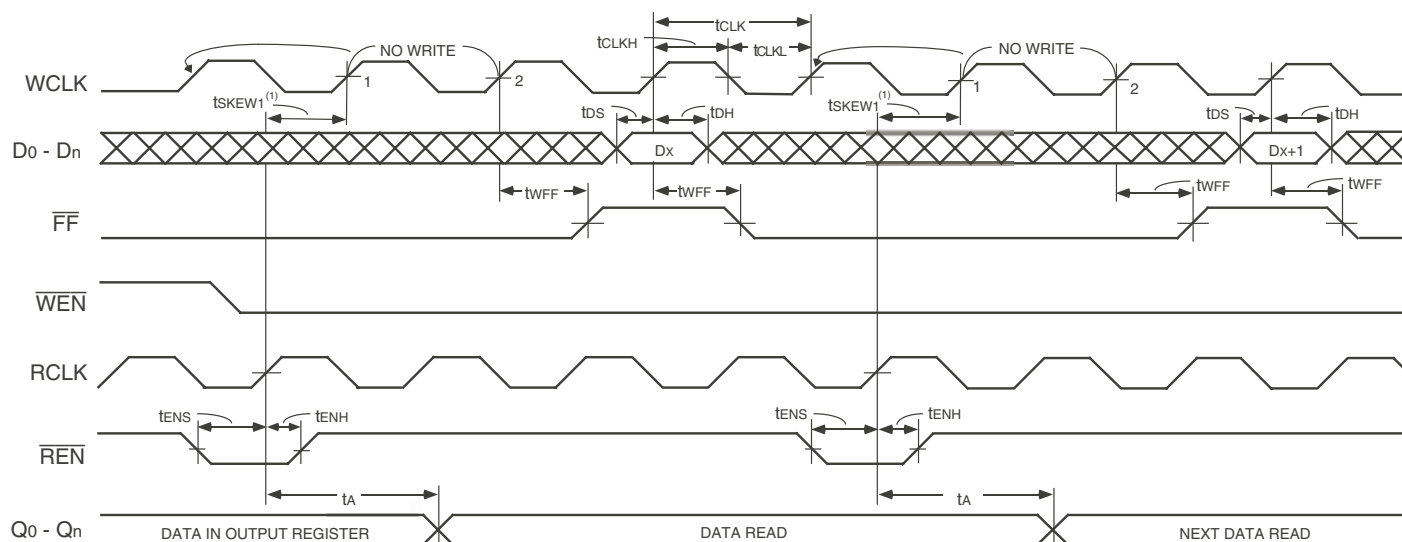 tCLK
tCLKH
tCLKL
NO WRITE
NO WRITE
WCLK
1
2
1
2
tSKEW1(1)
tSKEW1(1)
tDS
tDH
tDS
tDH
D0 - Dn
DX
DX+1
tWFF
tWFF
tWFF
tWFF
FF
WEN
RCLK
tENS
tENH
tENS
tENH
REN
tA
tA
Q0 - Qn
DATA IN OUTPUT REGISTER
DATA READ
NEXT DATA READ